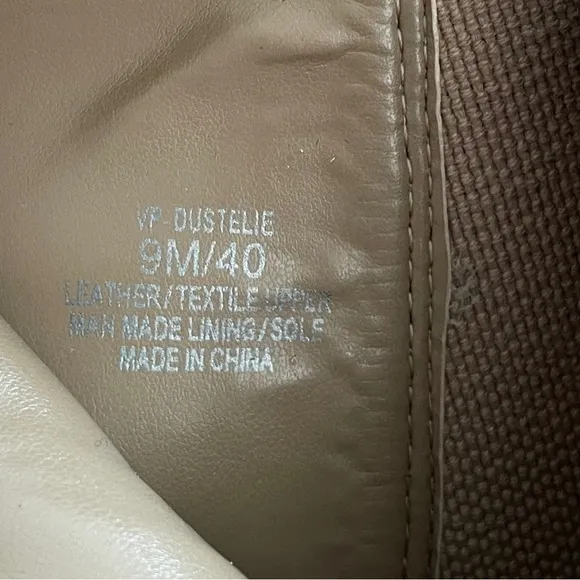 VP- DUSTELIE
9M/40
LEATHER/TEXTILE UPPER
MAN MADE LINING/SOLE
MADE IN CHINA